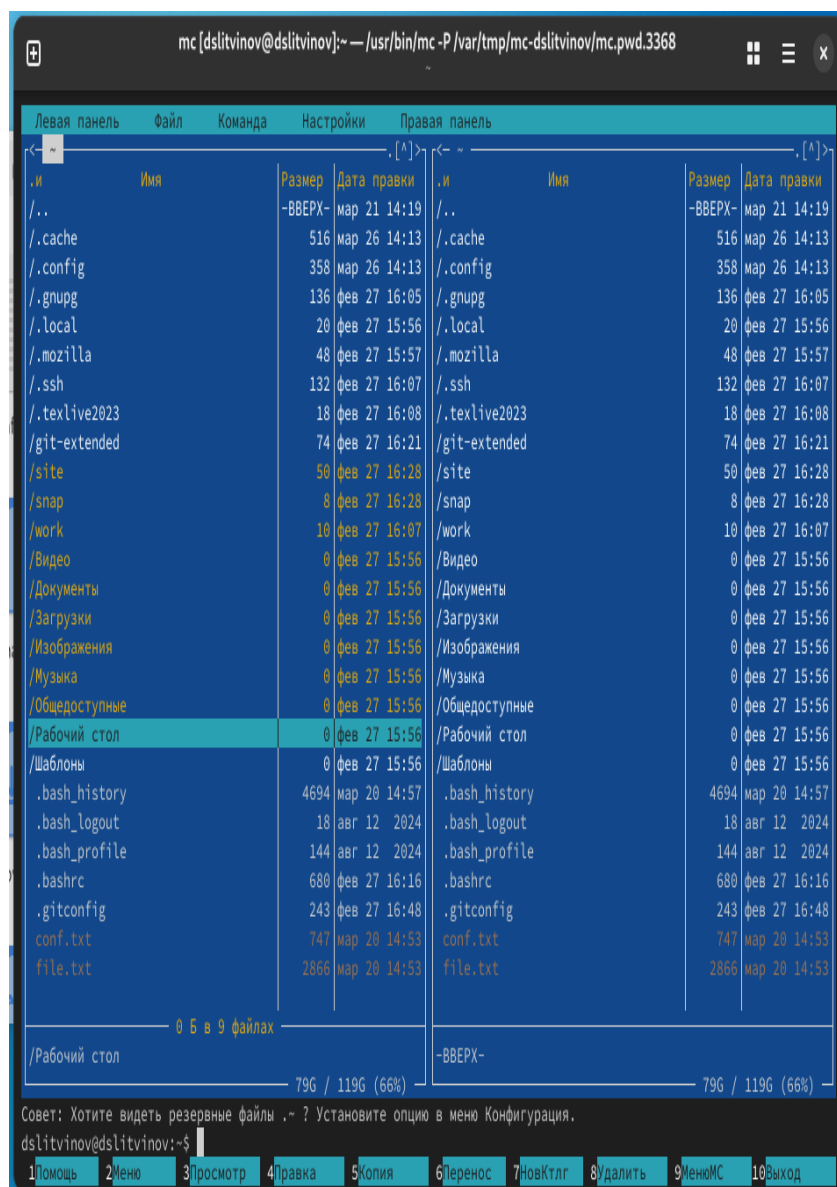 mc [dslitvinov@dslitvinov]:~ — /usr/bin/mc -P /var/tmp/mc-dslitvinov/mc.pwd.3368
~
Левая панель Файл Команда Настройки Правая панель
<- ~ .[^]> <- ~ .[^]>
.и Имя Размер Дата правки .и Имя Размер Дата правки
/.. -ВВЕРХ- мар 21 14:19 /.. -ВВЕРХ- мар 21 14:19
/.cache 516 мар 26 14:13 /.cache 516 мар 26 14:13
/.config 358 мар 26 14:13 /.config 358 мар 26 14:13
/.gnupg 136 фев 27 16:05 /.gnupg 136 фев 27 16:05
/.local 20 фев 27 15:56 /.local 20 фев 27 15:56
/.mozilla 48 фев 27 15:57 /.mozilla 48 фев 27 15:57
/.ssh 132 фев 27 16:07 /.ssh 132 фев 27 16:07
/.texlive2023 18 фев 27 16:08 /.texlive2023 18 фев 27 16:08
/git-extended 74 фев 27 16:21 /git-extended 74 фев 27 16:21
/site 50 фев 27 16:28 /site 50 фев 27 16:28
/snap 8 фев 27 16:28 /snap 8 фев 27 16:28
/work 10 фев 27 16:07 /work 10 фев 27 16:07
/Видео 0 фев 27 15:56 /Видео 0 фев 27 15:56
/Документы 0 фев 27 15:56 /Документы 0 фев 27 15:56
/Загрузки 0 фев 27 15:56 /Загрузки 0 фев 27 15:56
/Изображения 0 фев 27 15:56 /Изображения 0 фев 27 15:56
/Музыка 0 фев 27 15:56 /Музыка 0 фев 27 15:56
/Общедоступные 0 фев 27 15:56 /Общедоступные 0 фев 27 15:56
/Рабочий стол 0 фев 27 15:56 /Рабочий стол 0 фев 27 15:56
/Шаблоны 0 фев 27 15:56 /Шаблоны 0 фев 27 15:56
.bash_history 4694 мар 20 14:57 .bash_history 4694 мар 20 14:57
.bash_logout 18 авг 12 2024 .bash_logout 18 авг 12 2024
.bash_profile 144 авг 12 2024 .bash_profile 144 авг 12 2024
.bashrc 680 фев 27 16:16 .bashrc 680 фев 27 16:16
.gitconfig 243 фев 27 16:48 .gitconfig 243 фев 27 16:48
conf.txt 747 мар 20 14:53 conf.txt 747 мар 20 14:53
file.txt 2866 мар 20 14:53 file.txt 2866 мар 20 14:53
0 Б в 9 файлах
/Рабочий стол -ВВЕРХ-
79G / 119G (66%) 79G / 119G (66%)
Совет: Хотите видеть резервные файлы .~ ? Установите опцию в меню Конфигурация.
dslitvinov@dslitvinov:~$
1Помощь 2Меню 3Просмотр 4Правка 5Копия 6Перенос 7НовКтлг 8Удалить 9МенюMC 10Выход